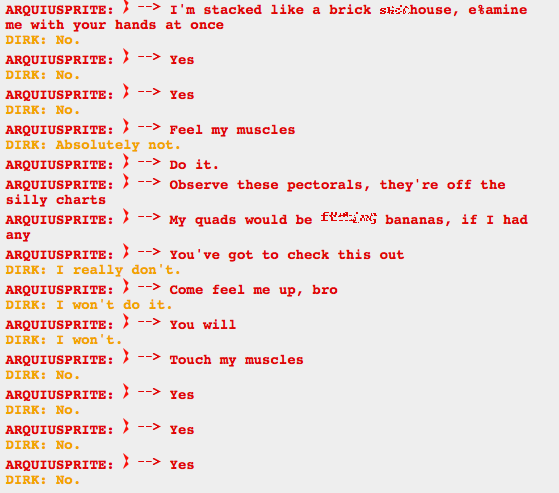 ARQUIUSPRITE: --> I'm stacked like a brick house, e%amine
me with your hands at once
DIRK: No.
ARQUIUSPRITE: --> Yes
DIRK: No.
ARQUIUSPRITE: --> Yes
DIRK: No.
ARQUIUSPRITE: --> Feel my muscles
DIRK: Absolutely not.
ARQUIUSPRITE: --> Do it.
ARQUIUSPRITE: --> Observe these pectorals, they're off the
silly charts
ARQUIUSPRITE: --> My quads would be bananas, if I had
any
ARQUIUSPRITE: --> You've got to check this out
DIRK: I really don't.
ARQUIUSPRITE: --> Come feel me up, bro
DIRK: I won't do it.
ARQUIUSPRITE: --> You will
DIRK: I won't.
ARQUIUSPRITE: --> Touch my muscles
DIRK: No.
ARQUIUSPRITE: --> Yes
DIRK: No.
ARQUIUSPRITE: --> Yes
DIRK: No.
ARQUIUSPRITE: --> Yes
DIRK: No.